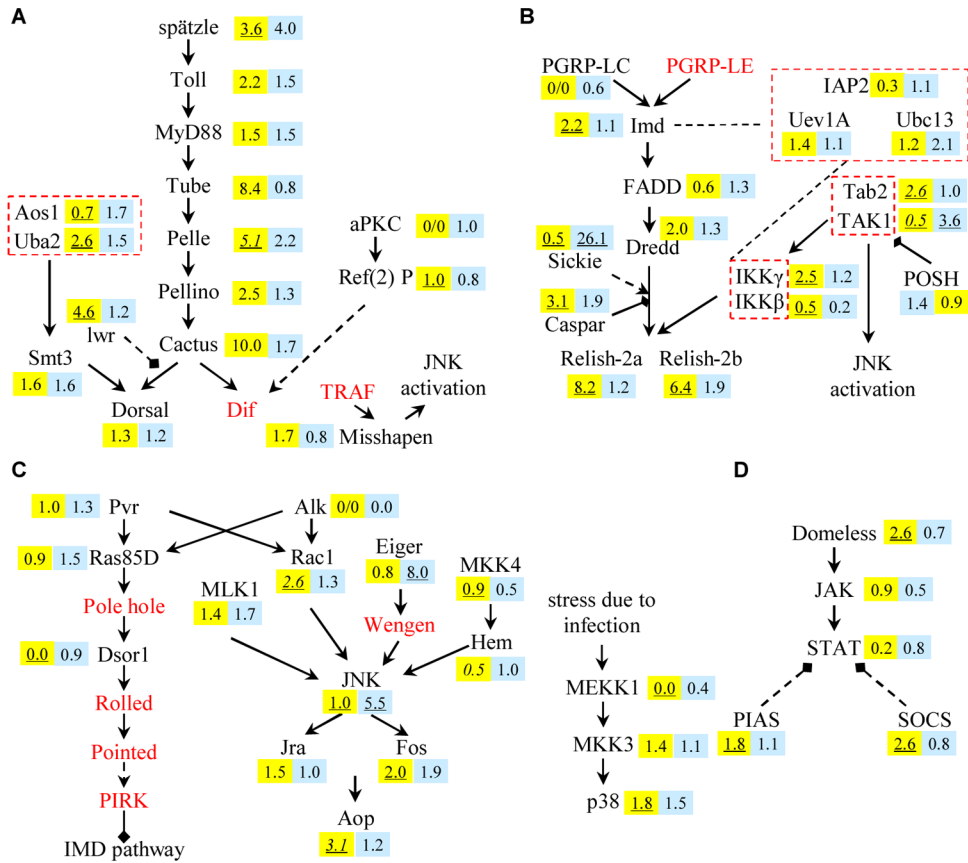 A
spätzle 3.6 4.0
Toll 2.2 1.5
MyD88 1.5 1.5
Tube 8.4 0.8
Aos1 0.7 1.7
Uba2 2.6 1.5
Pelle 5.1 2.2
aPKC 0/0 1.0
Ref(2) P 1.0 0.8
Pellino 2.5 1.3
4.6 1.2
lwr
Cactus 10.0 1.7
Smt3
1.6 1.6
Dorsal
1.3 1.2
Dif
TRAF
JNK
activation
1.7 0.8 Misshapen
B
PGRP-LC
0/0 0.6
PGRP-LE
IAP2 0.3 1.1
Uev1A
1.4 1.1
Ubc13
1.2 2.1
2.2 1.1 Imd
FADD 0.6 1.3
Tab2 2.6 1.0
TAK1 0.5 3.6
2.0 1.3
Dredd
0.5 26.1
Sickie
IKKγ 2.5 1.2
IKKβ 0.5 0.2
POSH
1.4 0.9
3.1 1.9
Caspar
Relish-2a
8.2 1.2
Relish-2b
6.4 1.9
JNK
activation
C
1.0 1.3 Pvr
Alk 0/0 0.0
0.9 1.5 Ras85D
Rac1
2.6 1.3
Eiger
0.8 8.0
MKK4
0.9 0.5
MLK1
1.4 1.7
Pole hole
Wengen
Hem
0.5 1.0
0.0 0.9 Dsor1
JNK
1.0 5.5
Rolled
Pointed
Jra
1.5 1.0
Fos
2.0 1.9
PIRK
Aop
3.1 1.2
IMD pathway
stress due to
infection
MEKK1 0.0 0.4
MKK3 1.4 1.1
p38 1.8 1.5
D
Domeless 2.6 0.7
JAK 0.9 0.5
STAT 0.2 0.8
PIAS
1.8 1.1
SOCS
2.6 0.8